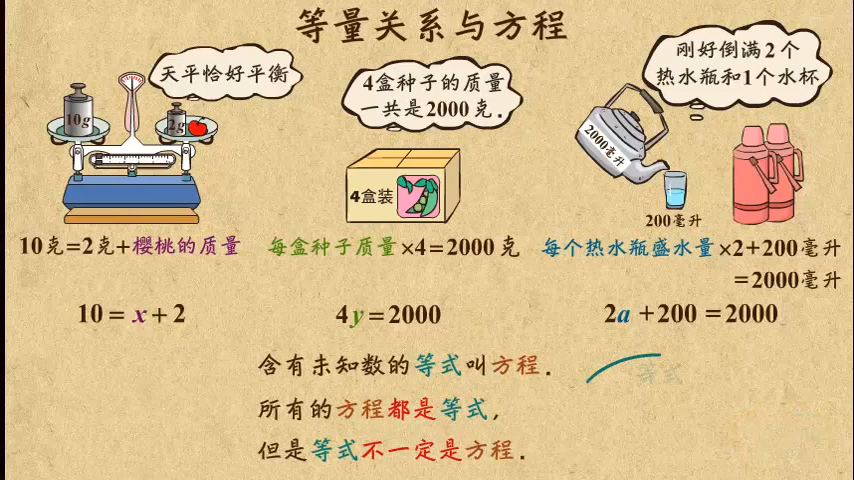 等量关系与方程
天平恰好平衡
4盒种子的质量
一共是2000克.
刚好倒满2个
热水瓶和1个水杯
10g
2g
2000毫升
4盒装
200毫升
10克=2克+樱桃的质量
每盒种子质量×4=2000克
每个热水瓶盛水量×2+200毫升
=2000毫升
10=x+2
4y=2000
2a+200=2000
含有未知数的等式叫方程.
等式
所有的方程都是等式,
但是等式不一定是方程.